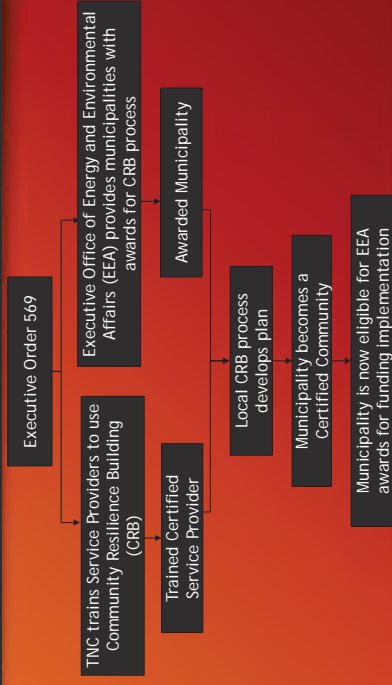 Executive Order 569
TNC trains Service Providers to use
Community Resilience Building
(CRB)
Executive Office of Energy and Environmental
Affairs (EEA) provides municipalities with
awards for CRB process
Trained Certified
Service Provider
Awarded Municipality
Local CRB process
develops plan
Municipality becomes a
Certified Community
Municipality is now eligible for EEA
awards for funding implementation